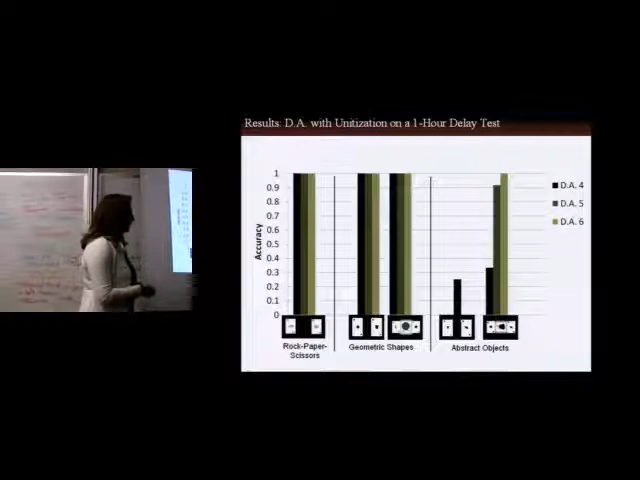 Results: D.A. with Unitization on a 1-Hour Delay Test
1
0.9
0.8
0.7
0.6
0.5
0.4
0.3
0.2
0.1
0
Accuracy
D.A. 4
D.A. 5
D.A. 6
Rock-Paper-
Scissors
Geometric Shapes
Abstract Objects